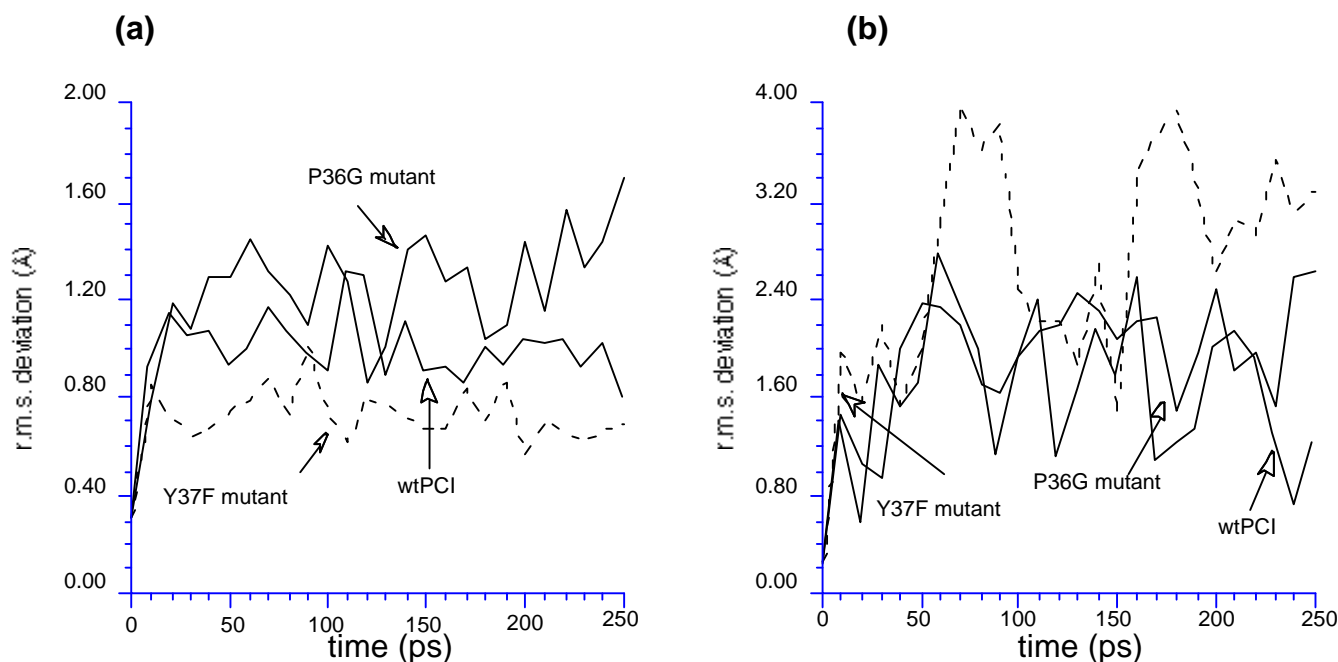 (a)
2.00
1.60
1.20
0.80
0.40
0.00
r.m.s. deviation (Å)
P36G mutant
Y37F mutant
wtPCI
0 50 100 150 200 250
time (ps)
(b)
4.00
3.20
2.40
1.60
0.80
0.00
r.m.s. deviation (Å)
Y37F mutant
P36G mutant
wtPCI
0 50 100 150 200 250
time (ps)